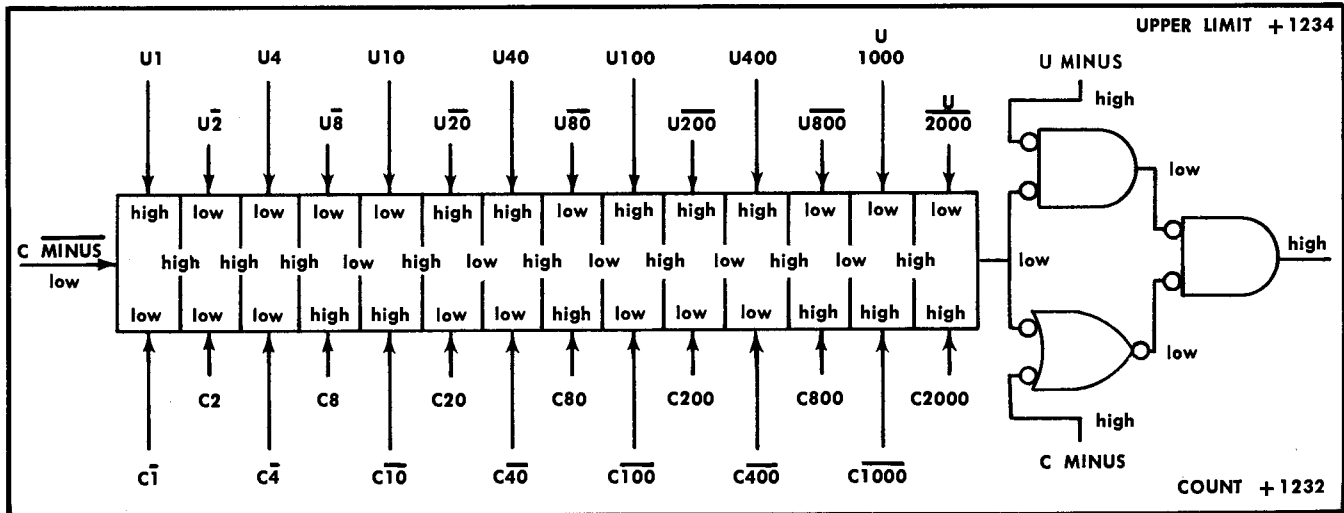 UPPER LIMIT +1234
U1 U4 U10 U40 U100 U400 U 1000 U MINUS
high
U2̅ U8̅ U2̅0̅ U8̅0̅ U2̅0̅0̅ U8̅0̅0̅ U̅ 2̅0̅0̅0̅
low
high low low low low high high low high high high low low low
C M̅I̅N̅U̅S̅
low
high high high low high low high low high low high low high
low
high
low low low high high low low high low low low high high high
low
C2 C8 C20 C80 C200 C800 C2000
high
C1̅ C4̅ C1̅0̅ C4̅0̅ C1̅0̅0̅ C4̅0̅0̅ C1̅0̅0̅0̅ C MINUS
COUNT +1232